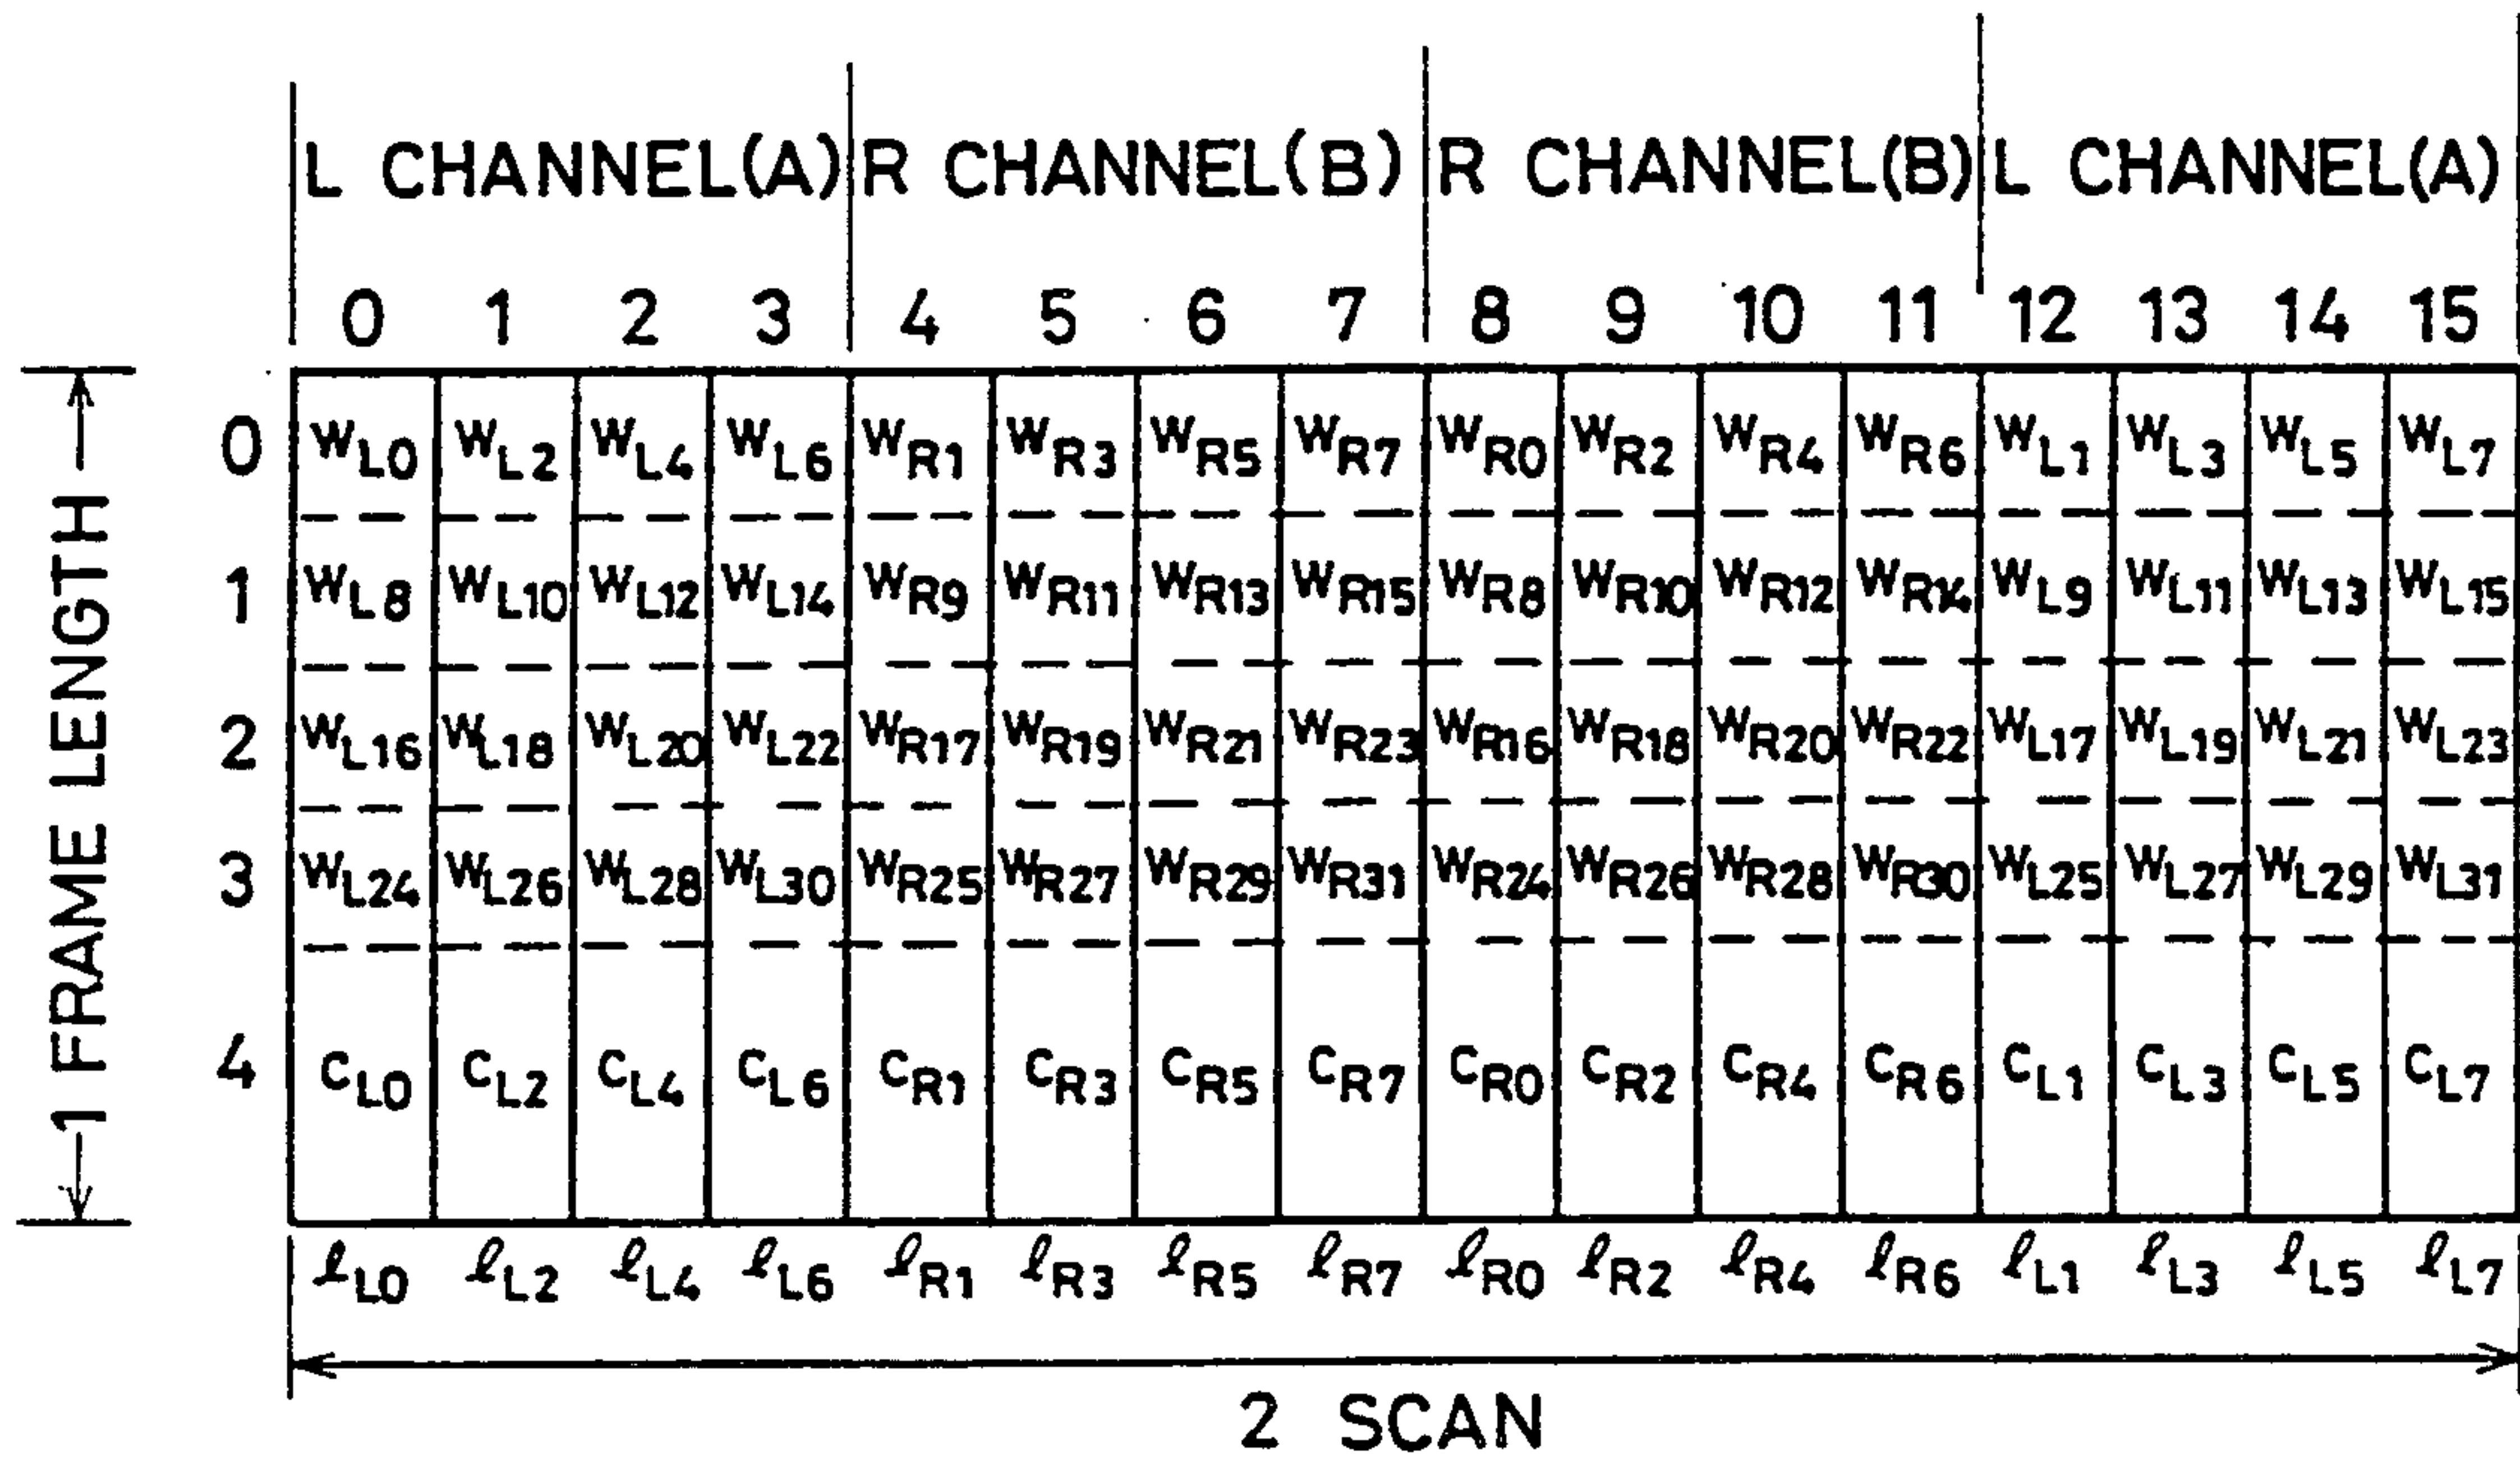 L CHANNEL(A) R CHANNEL(B) R CHANNEL(B) L CHANNEL(A)
0 1 2 3 4 5 6 7 8 9 10 11 12 13 14 15
0 WL0 WL2 WL4 WL6 WR1 WR3 WR5 WR7 WR0 WR2 WR4 WR6 WL1 WL3 WL5 WL7
1 WL8 WL10 WL12 WL14 WR9 WR11 WR13 WR15 WR8 WR10 WR12 WR14 WL9 WL11 WL13 WL15
2 WL16 WL18 WL20 WL22 WR17 WR19 WR21 WR23 WR16 WR18 WR20 WR22 WL17 WL19 WL21 WL23
3 WL24 WL26 WL28 WL30 WR25 WR27 WR29 WR31 WR24 WR26 WR28 WR30 WL25 WL27 WL29 WL31
4 CL0 CL2 CL4 CL6 CR1 CR3 CR5 CR7 CR0 CR2 CR4 CR6 CL1 CL3 CL5 CL7
1 FRAME LENGTH
ℓL0 ℓL2 ℓL4 ℓL6 ℓR1 ℓR3 ℓR5 ℓR7 ℓR0 ℓR2 ℓR4 ℓR6 ℓL1 ℓL3 ℓL5 ℓL7
2 SCAN